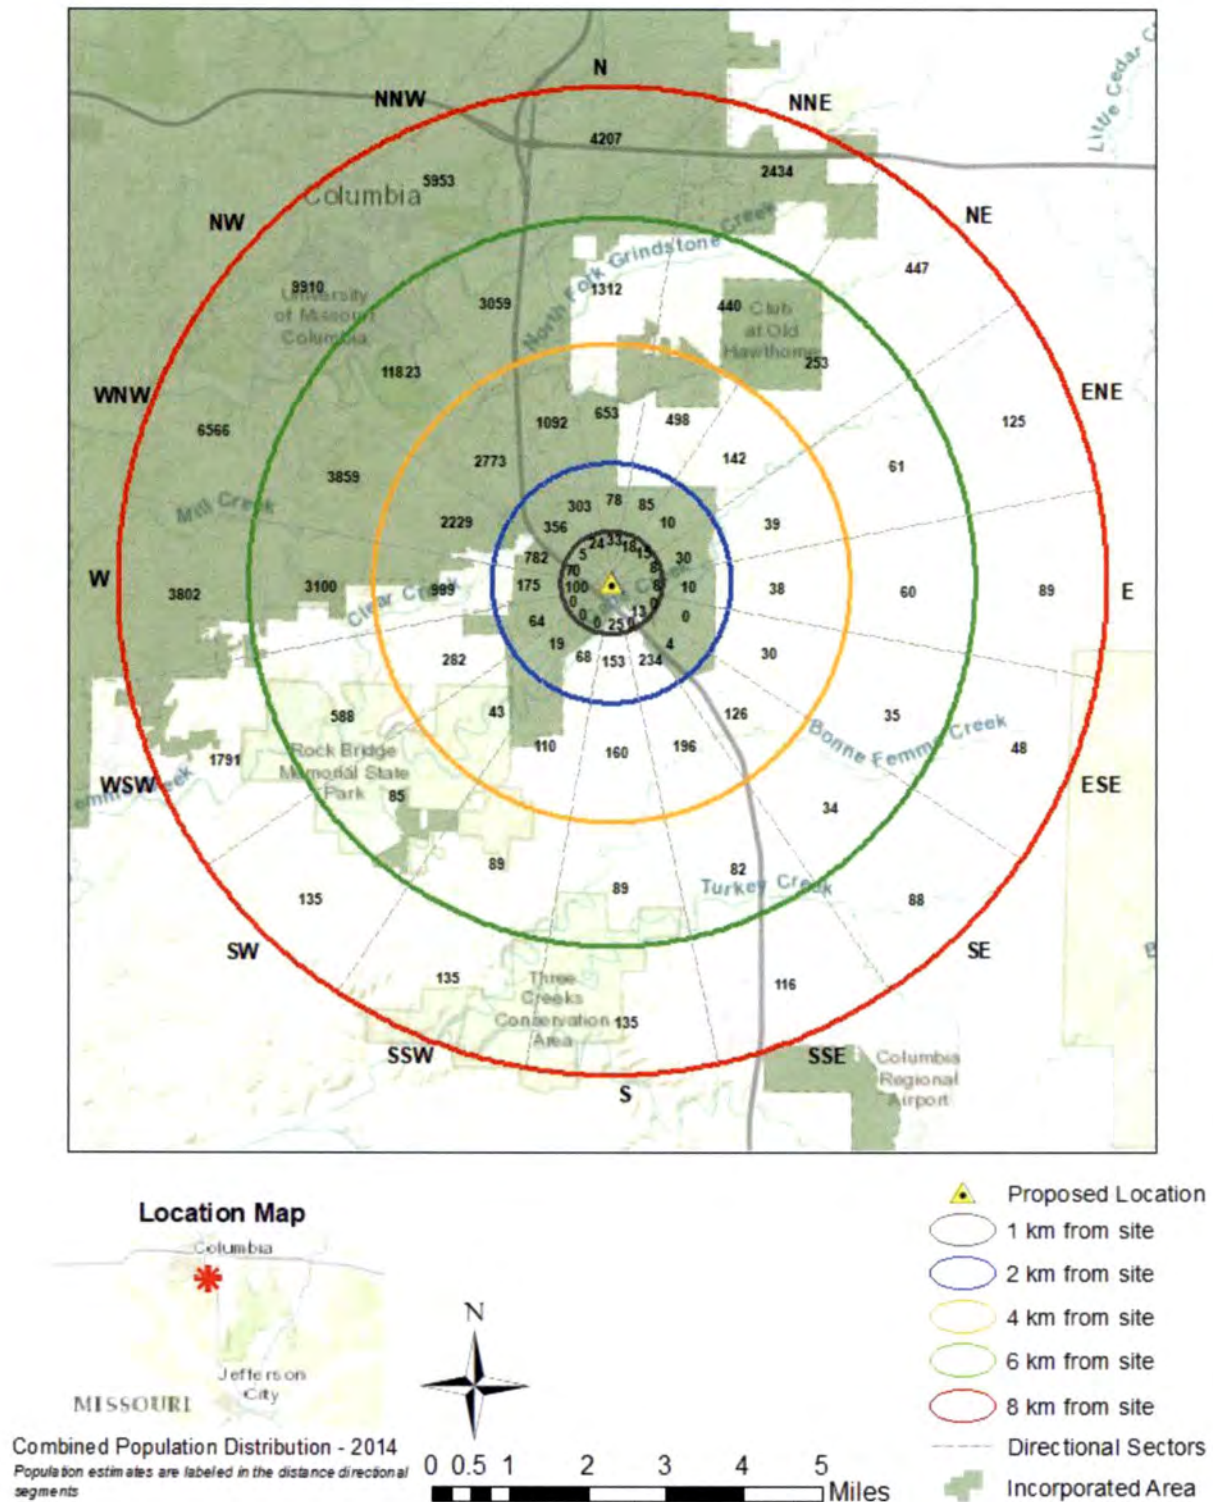 N
NNW
NNE
Little Cedar C
4207
2434
5953
Columbia
NW
NE
North Fork Grindstone Creek
447
9910
University
of Missouri
Columbia
3059
1312
440
Club
at Old
Hawthorne
253
11823
WNW
ENE
6566
1092
653
498
125
142
2773
61
3859
Mill Creek
2229
303
78
85
356
10
39
782
24
33
18
15
5
30
70
8
W
3802
3100
Clear Creek
999
175
100
8
10
38
60
89
E
0
0
64
0
0
25
0
13
0
19
4
68
153
234
282
30
588
43
126
35
Bonne Femme Creek
48
110
160
196
Rock Bridge
Memorial State
Park
1791
WSW
emme Creek
ESE
85
34
89
82
89
Turkey Creek
135
88
SW
SE
135
Three
Creeks
Conservation
Area
116
135
SSW
SSE
S
Columbia
Regional
Airport
B
Location Map
Columbia
Jefferson
City
MISSOURI
N
Combined Population Distribution - 2014
Population estimates are labeled in the distance directional
segments
0 0.5 1 2 3 4 5
Miles
Proposed Location
1 km from site
2 km from site
4 km from site
6 km from site
8 km from site
Directional Sectors
Incorporated Area